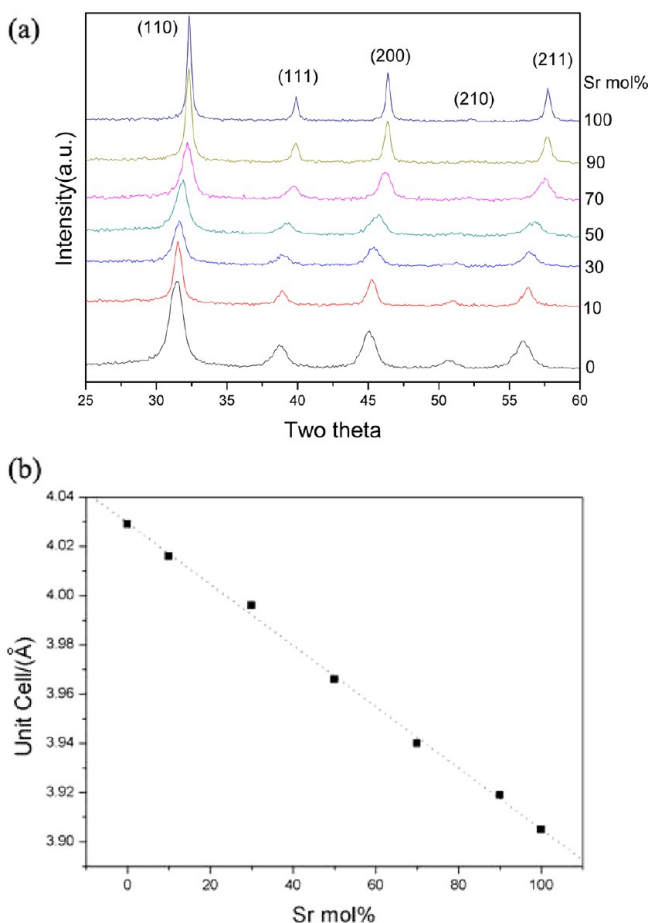 (a)
(110)
(111)
(200)
(210)
(211)
Sr mol%
100
90
70
50
30
10
0
Intensity(a.u.)
25 30 35 40 45 50 55 60
Two theta
(b)
4.04
4.02
4.00
3.98
3.96
3.94
3.92
3.90
Unit Cell/(Å)
0 20 40 60 80 100
Sr mol%